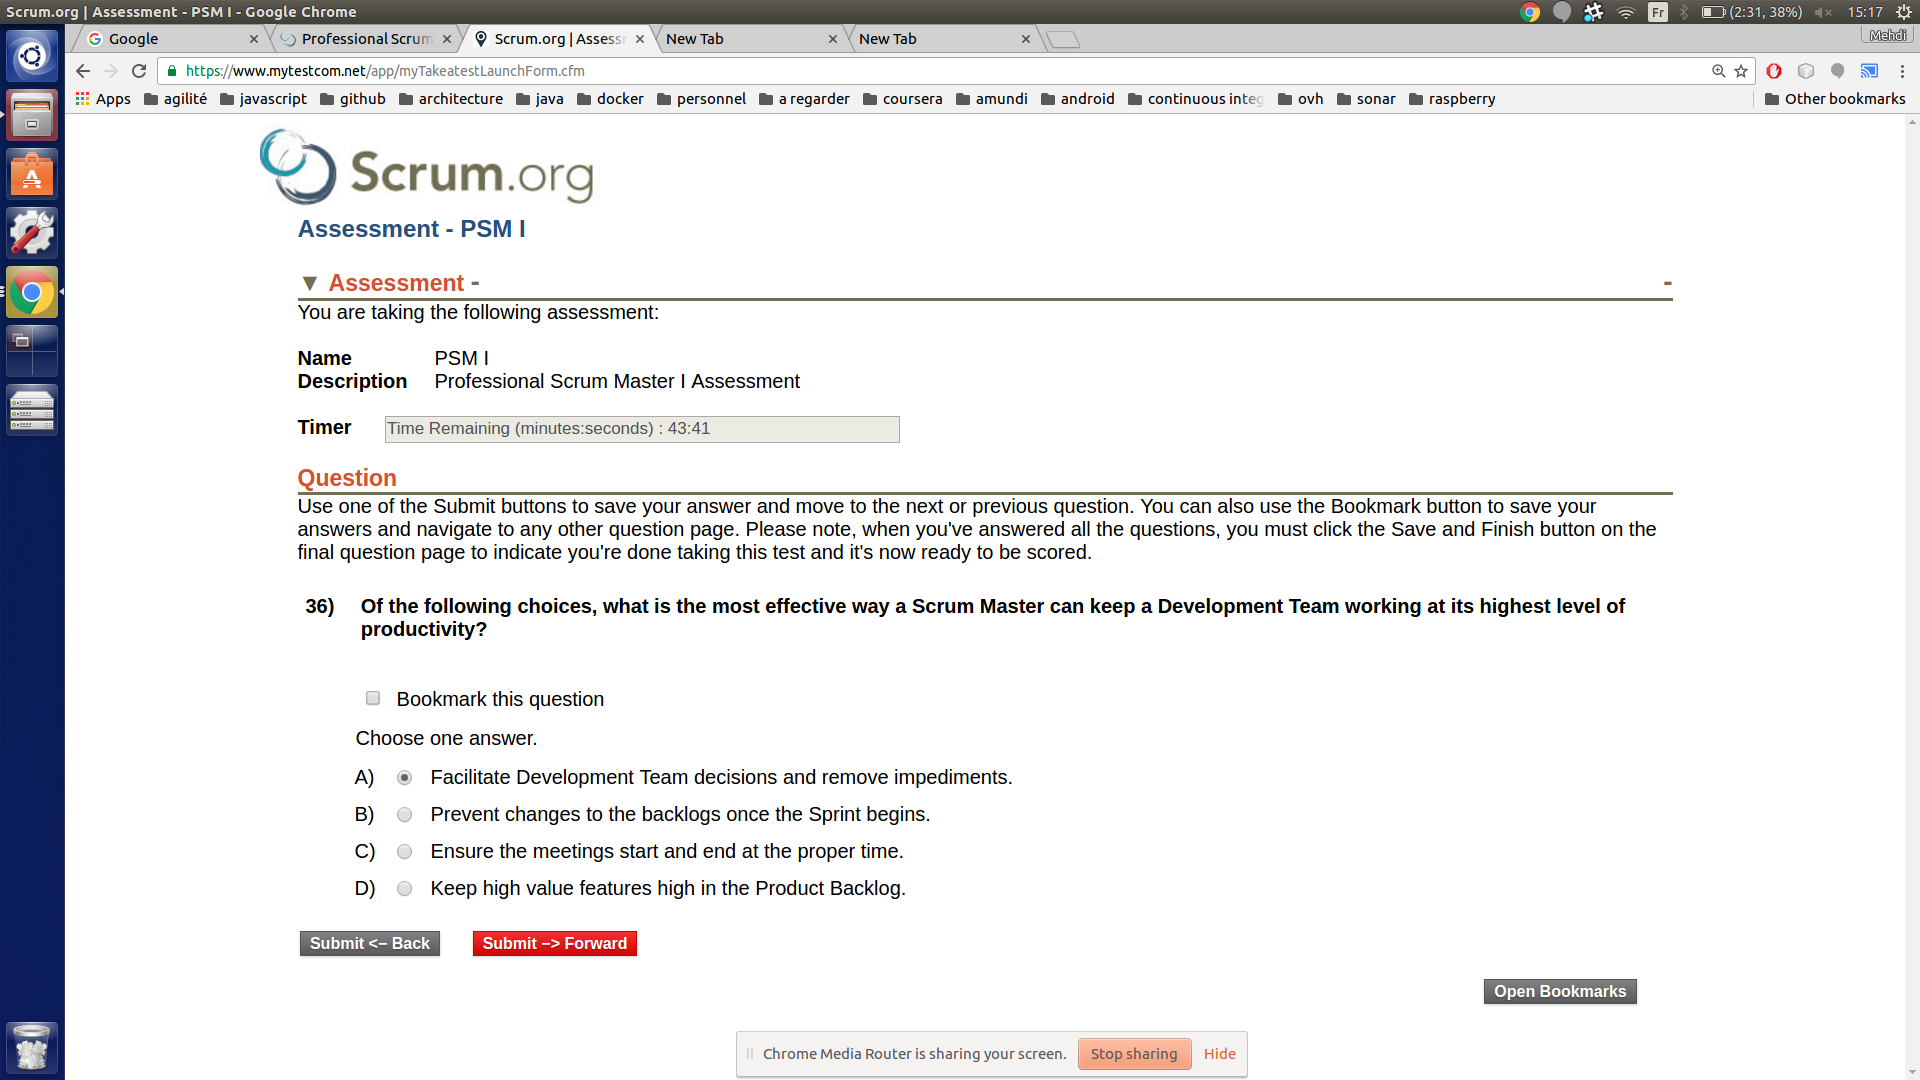 Scrum.org | Assessment - PSM I - Google Chrome
Fr
(2:31, 38%)
15:17
Google
Professional Scrum
Scrum.org | Assess
New Tab
New Tab
Mehdi
https://www.mytestcom.net/app/myTakeatestLaunchForm.cfm
Apps
agilité
javascript
github
architecture
java
docker
personnel
a regarder
coursera
amundi
android
continuous integ
ovh
sonar
raspberry
Other bookmarks
Scrum.org
Assessment - PSM I
▼ Assessment - -
You are taking the following assessment:
Name PSM I
Description Professional Scrum Master I Assessment
Timer Time Remaining (minutes:seconds) : 43:41
Question
Use one of the Submit buttons to save your answer and move to the next or previous question. You can also use the Bookmark button to save your
answers and navigate to any other question page. Please note, when you've answered all the questions, you must click the Save and Finish button on the
final question page to indicate you're done taking this test and it's now ready to be scored.
36) Of the following choices, what is the most effective way a Scrum Master can keep a Development Team working at its highest level of
productivity?
Bookmark this question
Choose one answer.
A) Facilitate Development Team decisions and remove impediments.
B) Prevent changes to the backlogs once the Sprint begins.
C) Ensure the meetings start and end at the proper time.
D) Keep high value features high in the Product Backlog.
Submit <– Back Submit –> Forward
Open Bookmarks
Chrome Media Router is sharing your screen. Stop sharing Hide